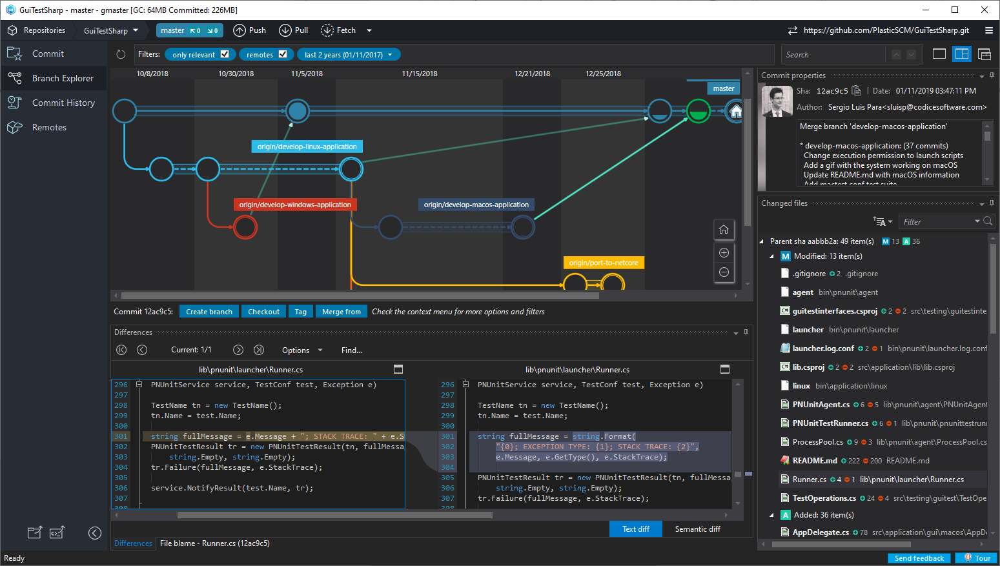 GuiTestSharp - master - gmaster [GC: 64MB Committed: 226MB]
Repositories
GuiTestSharp
master 0 0
Push
Pull
Fetch
https://github.com/PlasticSCM/GuiTestSharp.git
Commit
Branch Explorer
Commit History
Remotes
Filters:
only relevant
remotes
last 2 years (01/11/2017)
Search
10/8/2018
10/30/2018
11/5/2018
11/15/2018
12/21/2018
12/25/2018
master
origin/develop-linux-application
origin/develop-windows-application
origin/develop-macos-application
origin/port-to-netcore
Commit 12ac9c5:
Create branch
Checkout
Tag
Merge from
Check the context menu for more options and filters
Differences
Current: 1/1
Options
Find...
lib\pnunit\launcher\Runner.cs
296 PNUnitService service, TestConf test, Exception e)
297
298 TestName tn = new TestName();
299 tn.Name = test.Name;
300
301 string fullMessage = e.Message + "; STACK TRACE: " + e.S
302 PNUnitTestResult tr = new PNUnitTestResult(tn, fullMessa
303 string.Empty, string.Empty);
304 tr.Failure(fullMessage, e.StackTrace);
305
306 service.NotifyResult(test.Name, tr);
307
308
lib\pnunit\launcher\Runner.cs
296 PNUnitService service, TestConf test, Exception e)
297
298 TestName tn = new TestName();
299 tn.Name = test.Name;
300
301 string fullMessage = string.Format(
302 "{0}; EXCEPTION TYPE: {1}; STACK TRACE: {2}",
303 e.Message, e.GetType(), e.StackTrace);
304
305 PNUnitTestResult tr = new PNUnitTestResult(tn, fullMessa
306 string.Empty, string.Empty);
307 tr.Failure(fullMessage, e.StackTrace);
308
Text diff
Semantic diff
Differences
File blame - Runner.cs (12ac9c5)
Commit properties
Sha: 12ac9c5 | Date: 01/11/2019 03:47:11 PM
Author: Sergio Luis Para<sluisp@codicesoftware.com>
Merge branch 'develop-macos-application'
* develop-macos-application: (37 commits)
Change execution permission to launch scripts
Add a gif with the system working on macOS
Update README.md with macOS information
Add mactest.conf test suite
Changed files
A
Filter
Parent sha aabbb2a: 49 item(s) M 13 A 36
M Modified: 13 item(s)
.gitignore 2 .gitignore
agent bin\pnunit\agent
C# guitestinterfaces.csproj 2 2 src\testing\guitestinte
launcher bin\pnunit\launcher
launcher.log.conf 2 1 bin\pnunit\launcher.log.conf
C# lib.csproj 2 2 src\application\lib\lib.csproj
linux bin\application\linux
PNUnitAgent.cs 6 5 lib\pnunit\agent\PNUnitAgent
PNUnitTestRunner.cs 6 1 lib\pnunit\pnunittestrunn
ProcessPool.cs 9 3 lib\pnunit\agent\ProcessPool.cs
README.md 222 200 README.md
Runner.cs 4 1 lib\pnunit\launcher\Runner.cs
TestOperations.cs 24 4 src\testing\guitest\TestOpe
A Added: 36 item(s)
AppDelegate.cs 78 src\application\gui\macos\AppDe
Ready
Send feedback
Tour